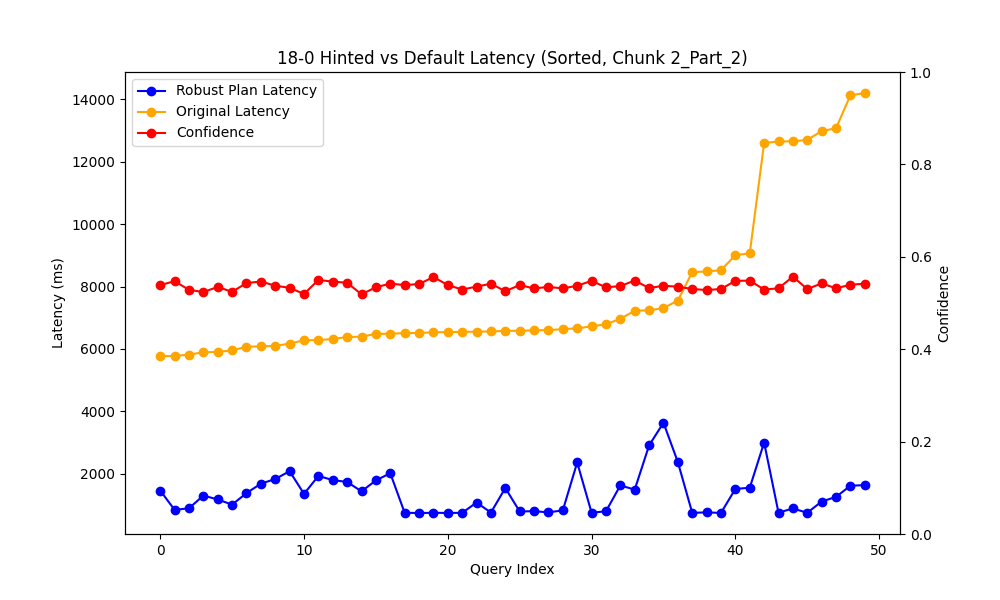 18-0 Hinted vs Default Latency (Sorted, Chunk 2_Part_2)
Robust Plan Latency
Original Latency
Confidence
Latency (ms)
14000
12000
10000
8000
6000
4000
2000
1.0
0.8
0.6
0.4
0.2
0.0
Confidence
0 10 20 30 40 50
Query Index